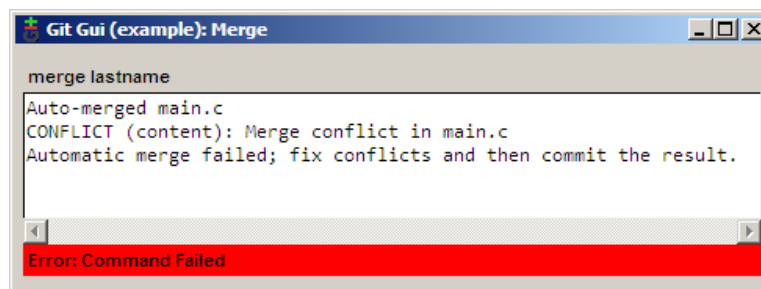 Git Gui (example): Merge
merge lastname
Auto-merged main.c
CONFLICT (content): Merge conflict in main.c
Automatic merge failed; fix conflicts and then commit the result.
Error: Command Failed